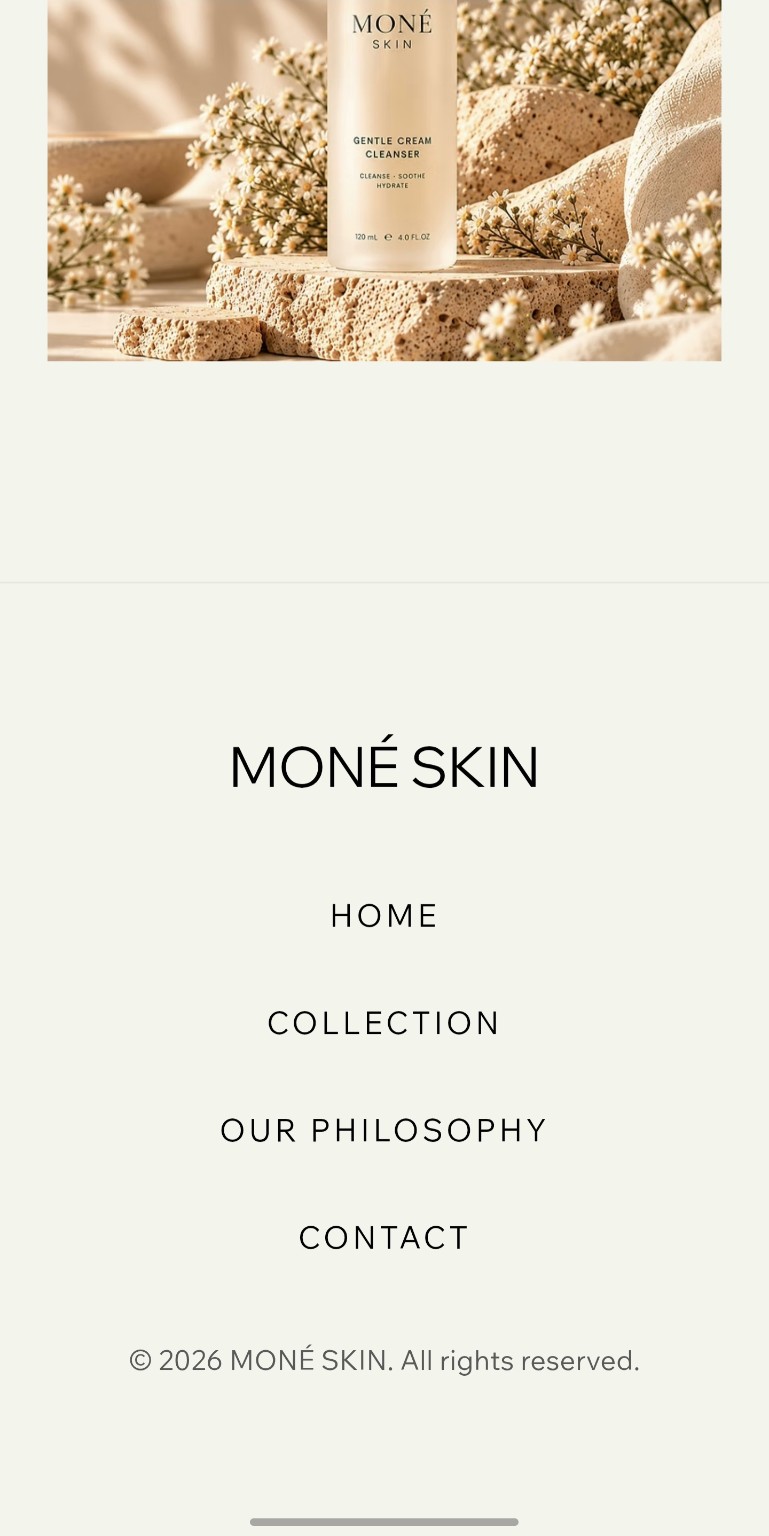 MONÉ
SKIN
GENTLE CREAM
CLEANSER
CLEANSE - SOOTHE
HYDRATE
120 mL ℮ 4.0 FL.OZ
MONÉ SKIN
HOME
COLLECTION
OUR PHILOSOPHY
CONTACT
© 2026 MONÉ SKIN. All rights reserved.